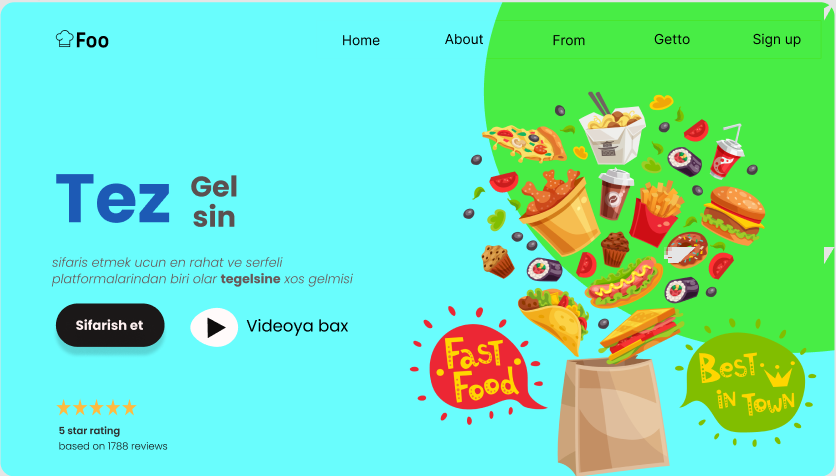 Foo
Home
About
From
Getto
Sign up
Tez
Gel
sin
sifaris etmek ucun en rahat ve serfeli
platformalarindan biri olar tegelsine xos gelmisi
Sifarish et
Videoya bax
5 star rating
based on 1788 reviews
FAST
FooD
BeST
iN TOWN